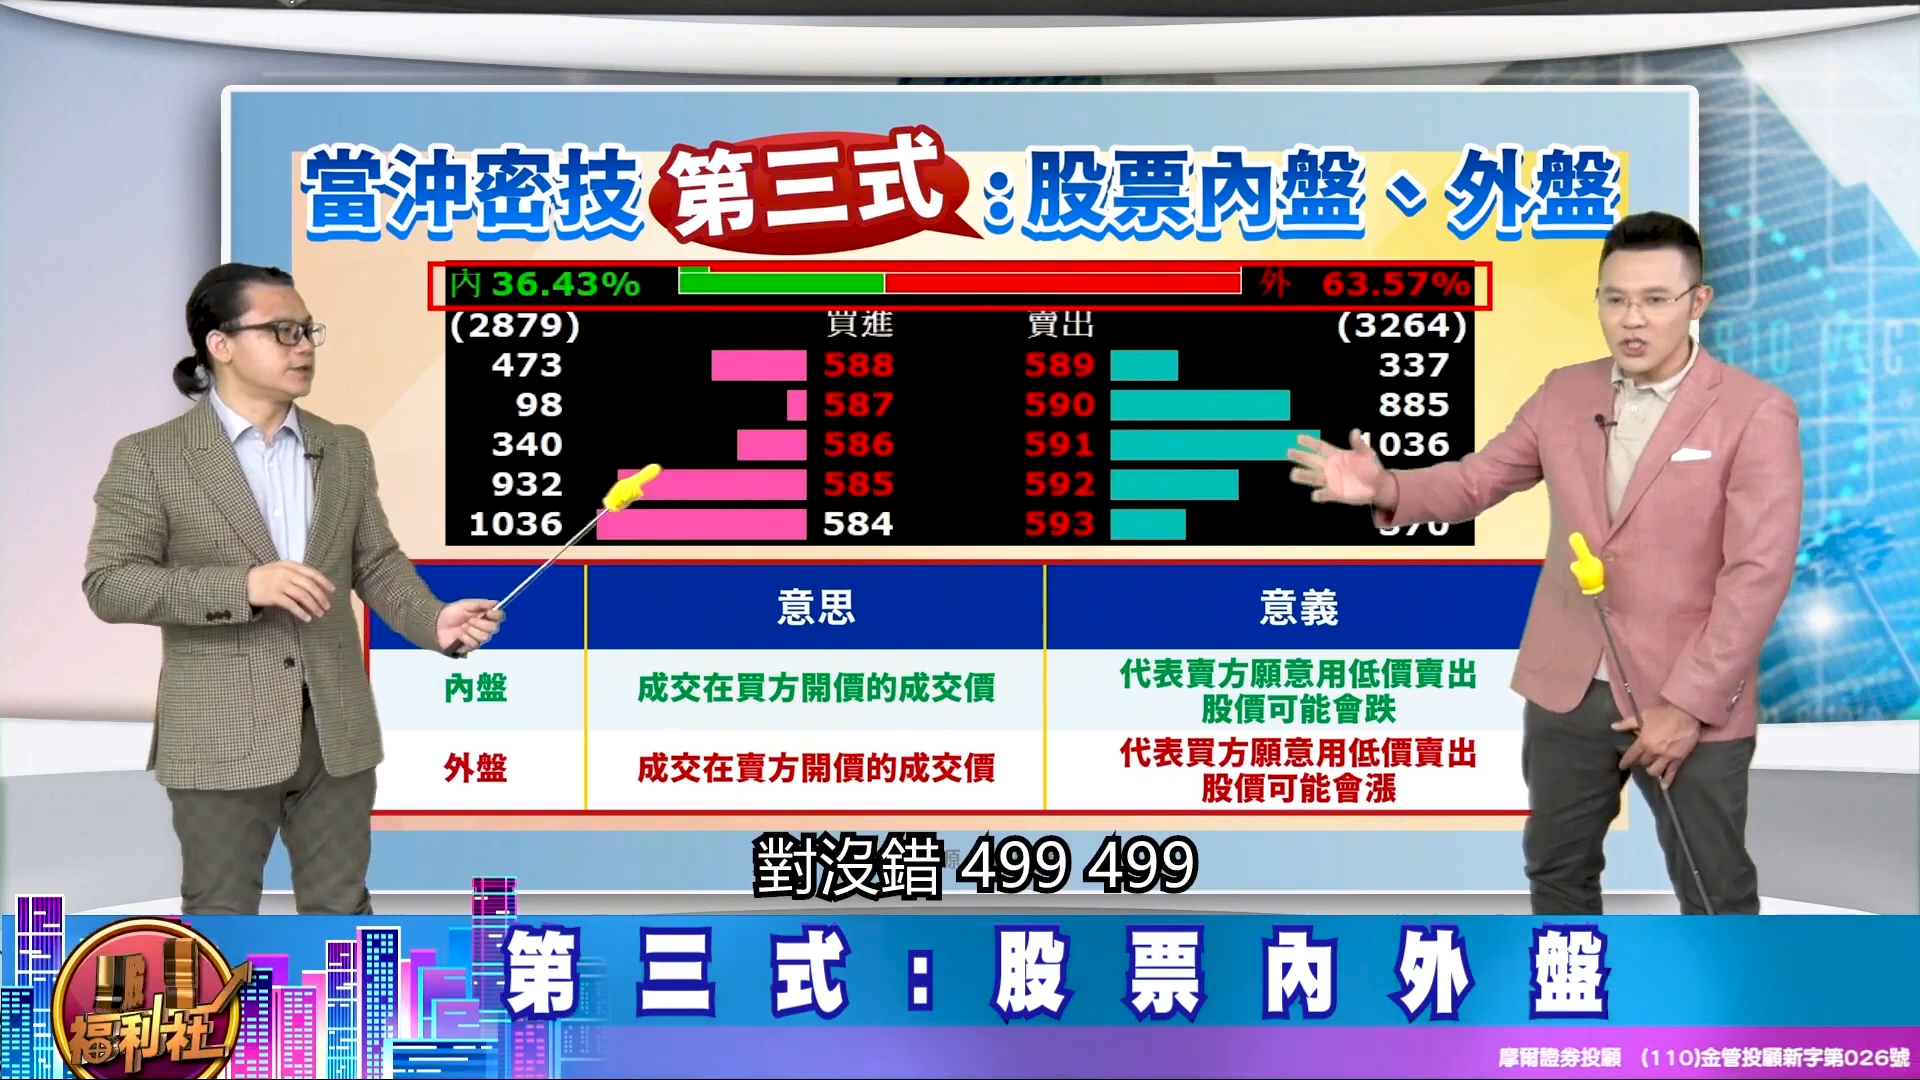 當沖密技第三式:股票內盤、外盤
內 36.43% 外 63.57%
(2879) 買進 賣出 (3264)
473 588 589 337
98 587 590 885
340 586 591 1036
932 585 592
1036 584 593
意思 意義
內盤 成交在買方開價的成交價 代表賣方願意用低價賣出
股價可能會跌
外盤 成交在賣方開價的成交價 代表買方願意用低價賣出
股價可能會漲
對沒錯 499 499
第三式:股票內外盤
股
福利社
摩爾證券投顧 (110)金管投顧新字第026號